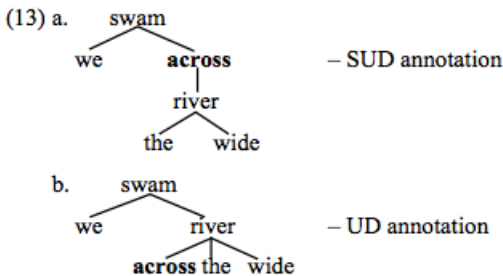 (13) a. swam
we across – SUD annotation
river
the wide
b. swam
we river – UD annotation
across the wide